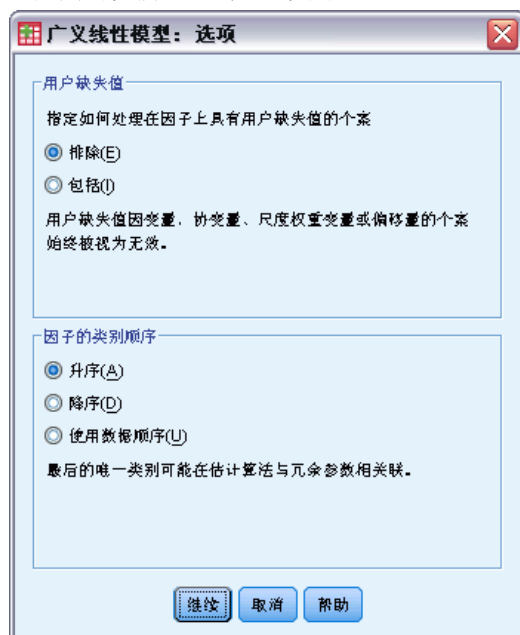 广义线性模型： 选项
用户缺失值
指定如何处理在因子上具有用户缺失值的个案
排除(E)
包括(I)
用户缺失值因变量，协变量、尺度权重变量或偏移量的个案
始终被视为无效。
因子的类别顺序
升序(A)
降序(D)
使用数据顺序(U)
最后的唯一类别可能在估计算法与冗余参数相关联。
继续
取消
帮助